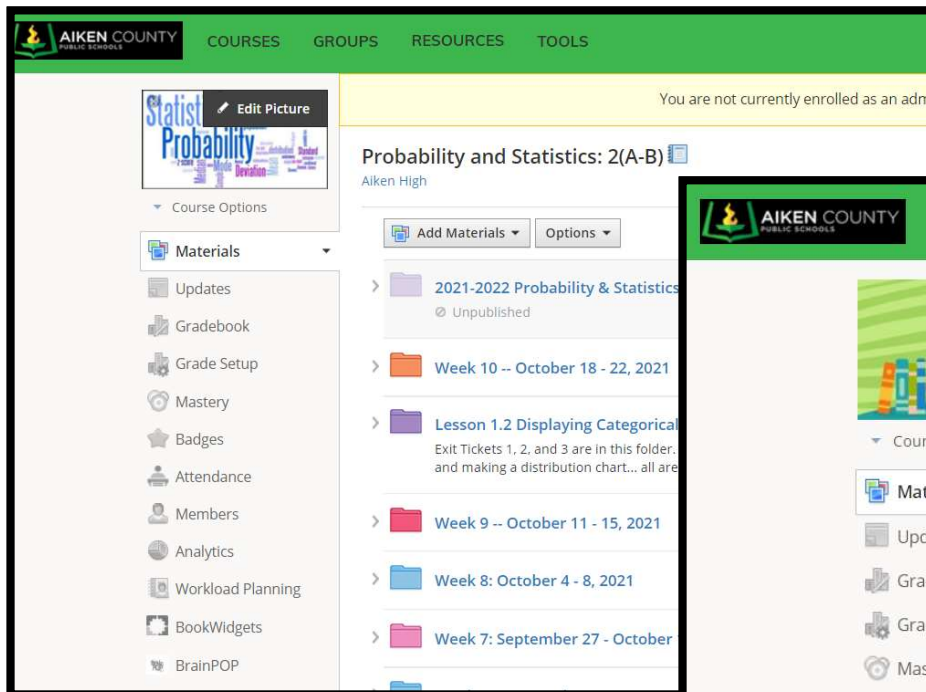 AIKEN COUNTY
PUBLIC SCHOOLS
COURSES
GROUPS
RESOURCES
TOOLS
Edit Picture
Statist
Probability
Deviation
Median
Mode
Standard
Course Options
Materials
Updates
Gradebook
Grade Setup
Mastery
Badges
Attendance
Members
Analytics
Workload Planning
BookWidgets
BrainPOP
You are not currently enrolled as an adm
Probability and Statistics: 2(A-B)
Aiken High
Add Materials
Options
2021-2022 Probability & Statistics
Unpublished
Week 10 -- October 18 - 22, 2021
Lesson 1.2 Displaying Categorical
Exit Tickets 1, 2, and 3 are in this folder.
and making a distribution chart... all are
Week 9 -- October 11 - 15, 2021
Week 8: October 4 - 8, 2021
Week 7: September 27 - October
AIKEN COUNTY
PUBLIC SCHOOLS
Cour
Mat
Upd
Gra
Gra
Mas